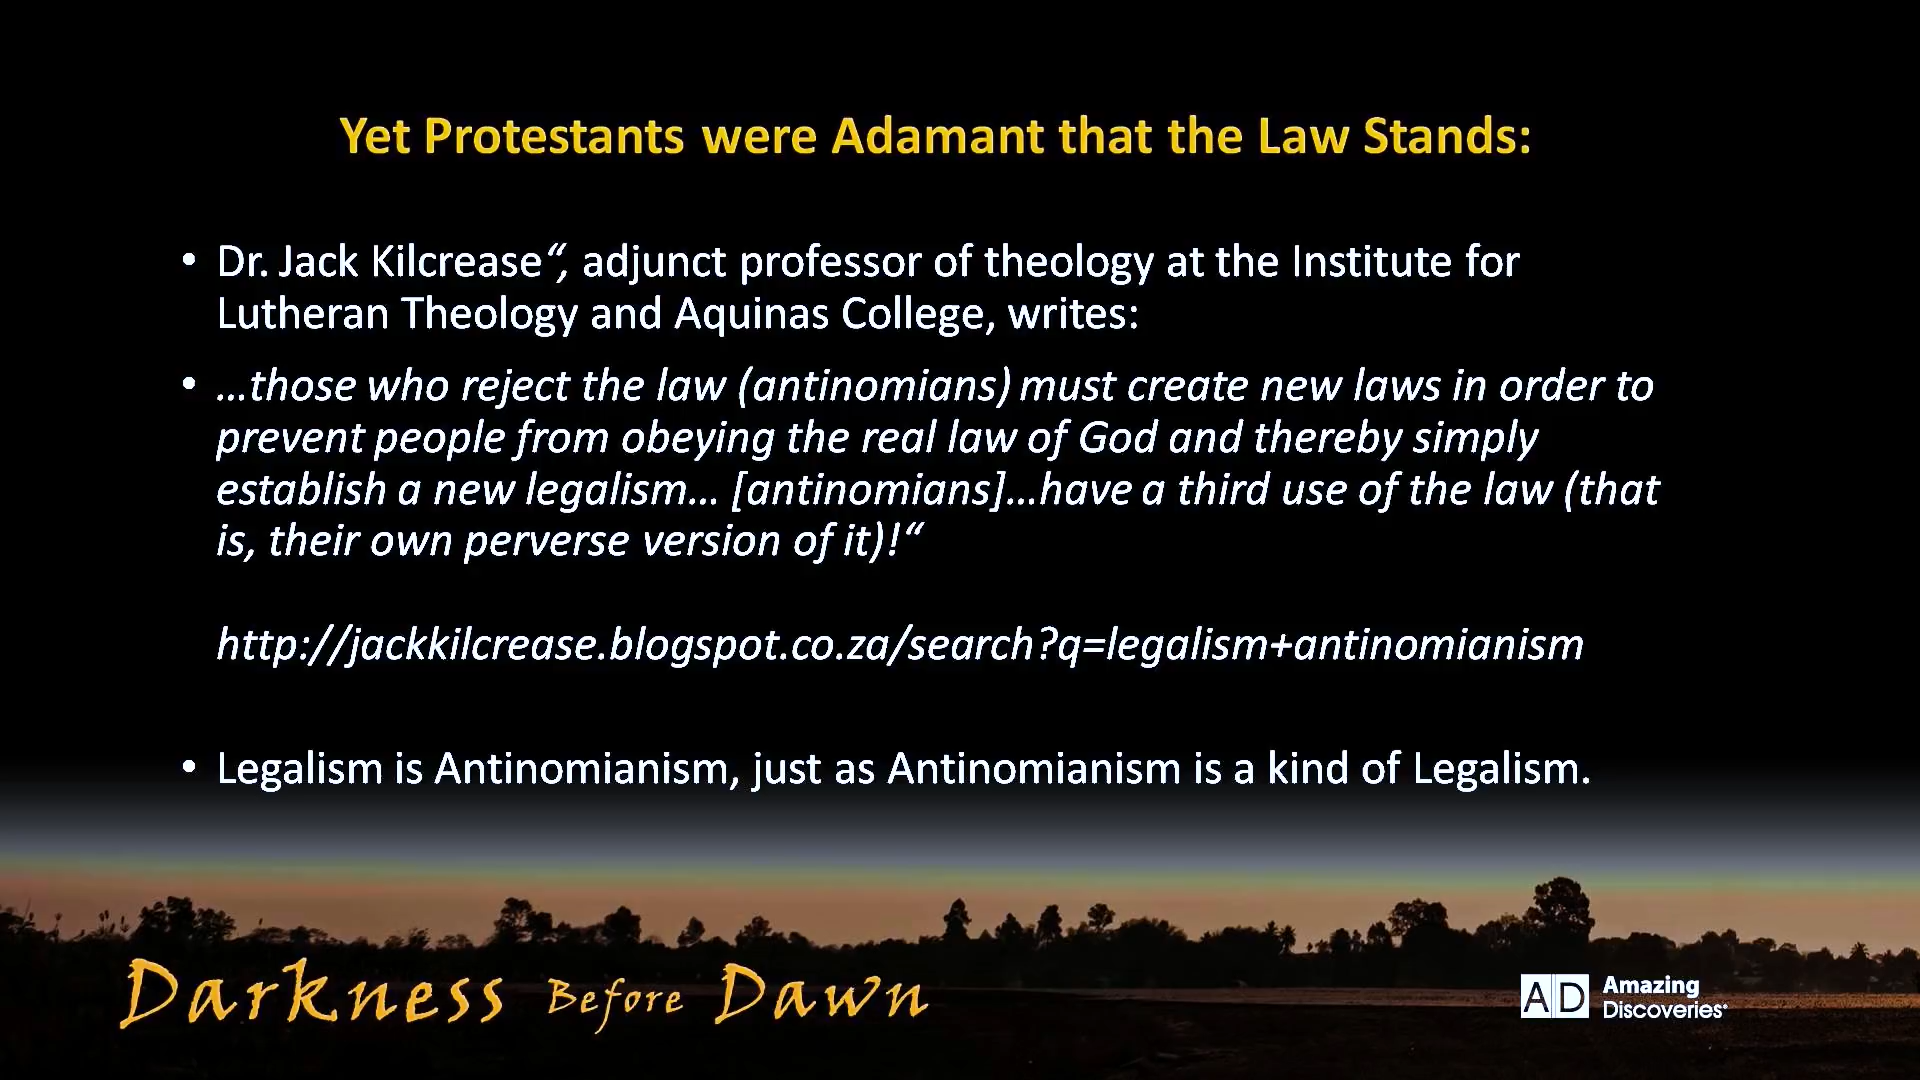 Yet Protestants were Adamant that the Law Stands:
• Dr. Jack Kilcrease“, adjunct professor of theology at the Institute for
Lutheran Theology and Aquinas College, writes:
• …those who reject the law (antinomians) must create new laws in order to
prevent people from obeying the real law of God and thereby simply
establish a new legalism… [antinomians]…have a third use of the law (that
is, their own perverse version of it)!“
http://jackkilcrease.blogspot.co.za/search?q=legalism+antinomianism
• Legalism is Antinomianism, just as Antinomianism is a kind of Legalism.
Darkness Before Dawn
AD Amazing
Discoveries